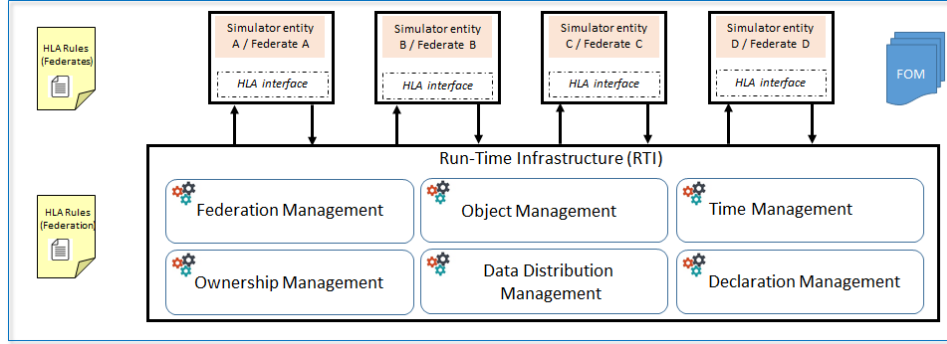 HLA Rules
(Federates)
Simulator entity
A / Federate A
HLA interface
Simulator entity
B / Federate B
HLA interface
Simulator entity
C / Federate C
HLA interface
Simulator entity
D / Federate D
HLA interface
FOM
Run-Time Infrastructure (RTI)
HLA Rules
(Federation)
Federation Management
Object Management
Time Management
Ownership Management
Data Distribution
Management
Declaration Management